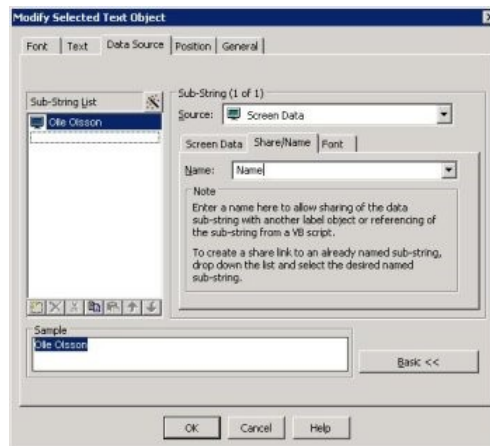 Modify Selected Text Object
Font Text Data Source Position General
Sub-String List
Olle Olsson
Sub-String (1 of 1)
Source: Screen Data
Screen Data Share/Name Font
Name: Name
Note
Enter a name here to allow sharing of the data
sub-string with another label object or referencing of
the sub-string from a VB script.
To create a share link to an already named sub-string,
drop down the list and select the desired named
sub-string.
Sample
Olle Olsson
Basic <<
OK Cancel Help